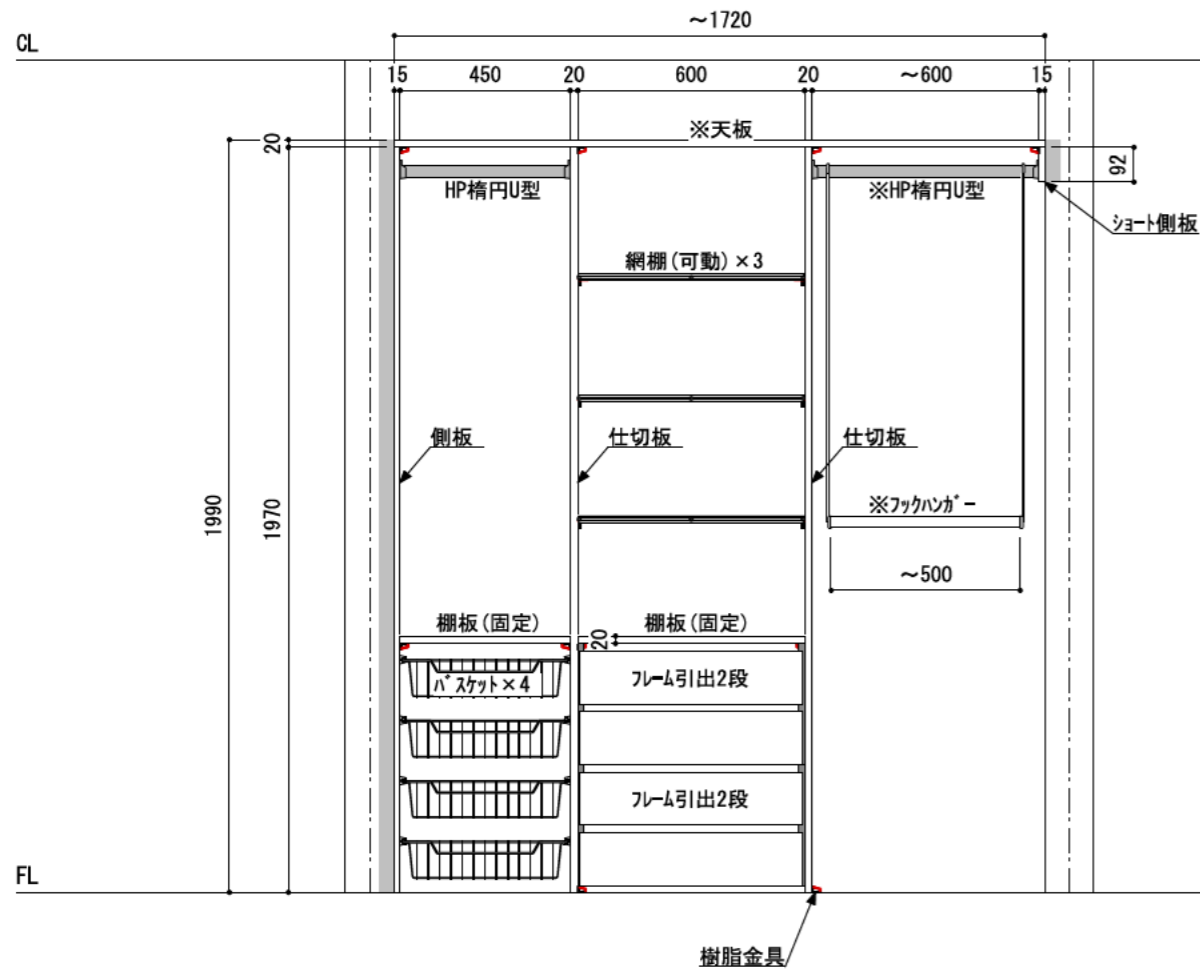 CL
～1720
15 450 20 600 20 ～600 15
※天板
20
92
HP楕円U型
※HP楕円U型
ｼｮｰﾄ側板
網棚(可動)×3
側板
仕切板
仕切板
1990
1970
※ﾌｯｸﾊﾝｶﾞｰ
～500
棚板(固定)
棚板(固定)
20
ﾊﾞｽｹｯﾄ×4
ﾌﾚｰﾑ引出2段
ﾌﾚｰﾑ引出2段
FL
樹脂金具